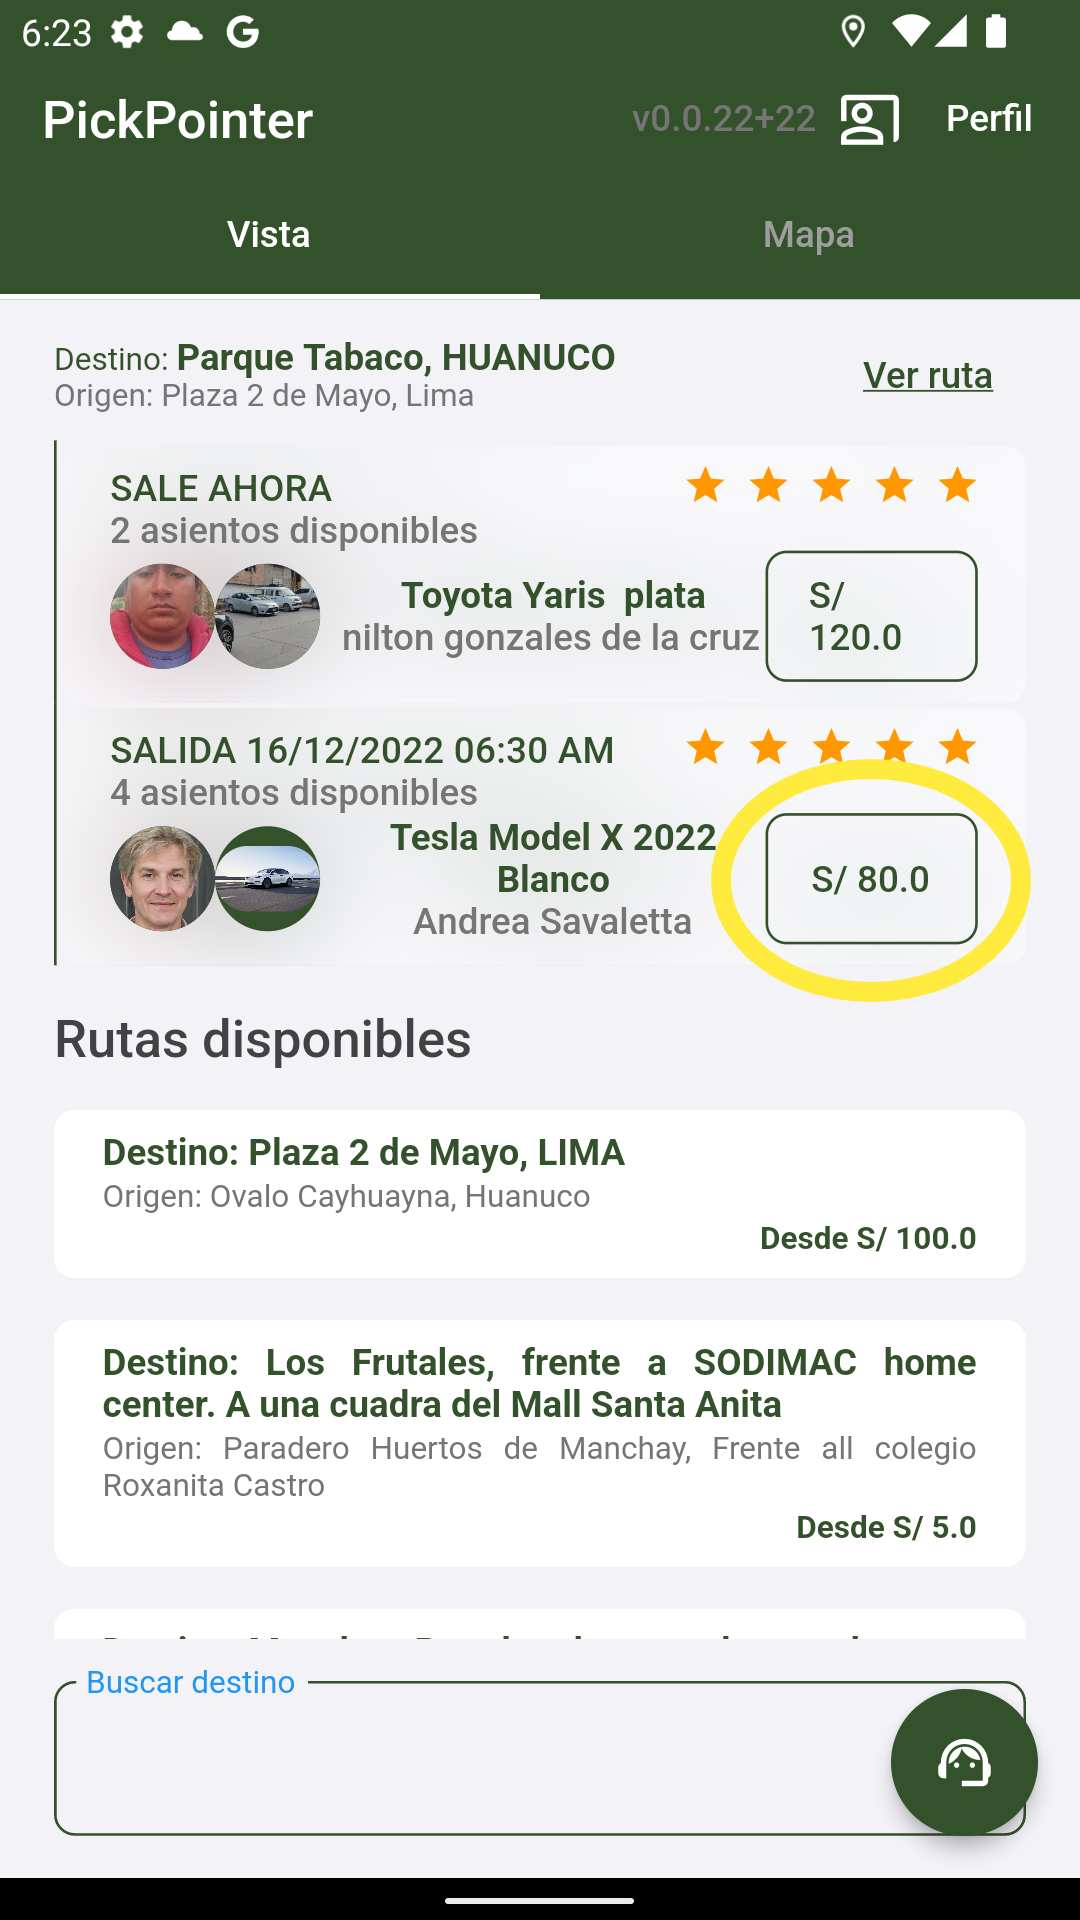 6:23
PickPointer
v0.0.22+22
Perfil
Vista
Mapa
Destino: Parque Tabaco, HUANUCO
Origen: Plaza 2 de Mayo, Lima
Ver ruta
SALE AHORA
2 asientos disponibles
Toyota Yaris  plata
nilton gonzales de la cruz
S/
120.0
SALIDA 16/12/2022 06:30 AM
4 asientos disponibles
Tesla Model X 2022
Blanco
Andrea Savaletta
S/ 80.0
Rutas disponibles
Destino: Plaza 2 de Mayo, LIMA
Origen: Ovalo Cayhuayna, Huanuco
Desde S/ 100.0
Destino: Los Frutales, frente a SODIMAC home
center. A una cuadra del Mall Santa Anita
Origen: Paradero Huertos de Manchay, Frente all colegio
Roxanita Castro
Desde S/ 5.0
Buscar destino